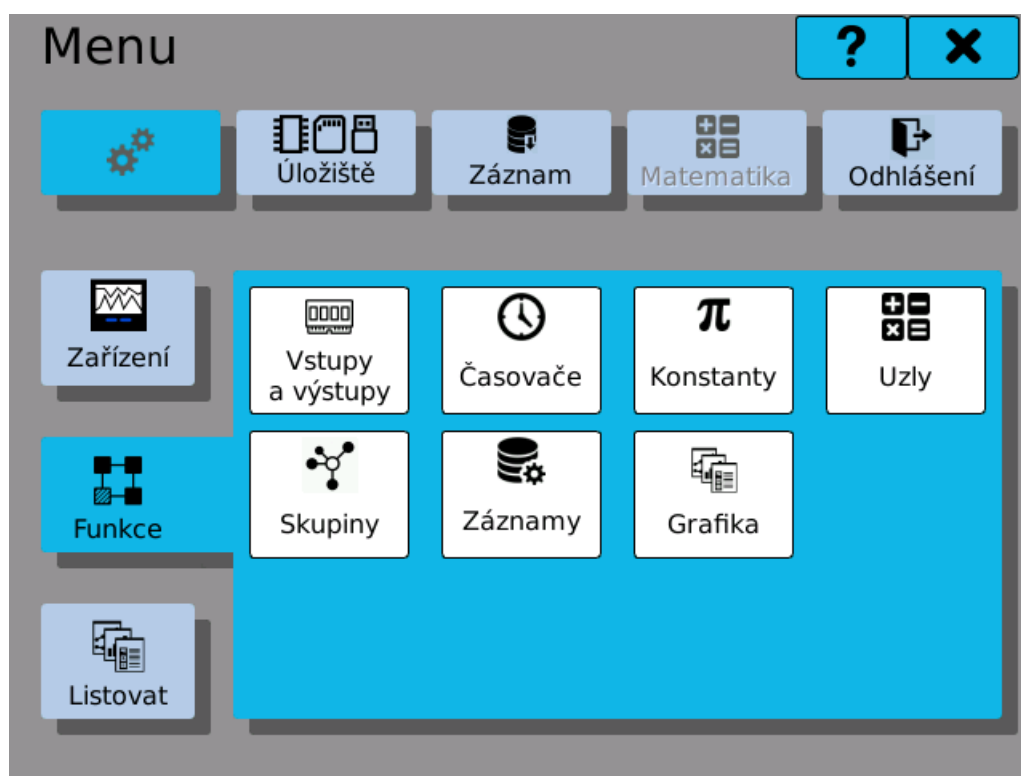 Menu
?
Úložiště
Záznam
Matematika
Odhlášení
Zařízení
Vstupy
a výstupy
Časovače
π
Konstanty
Uzly
Funkce
Skupiny
Záznamy
Grafika
Listovat